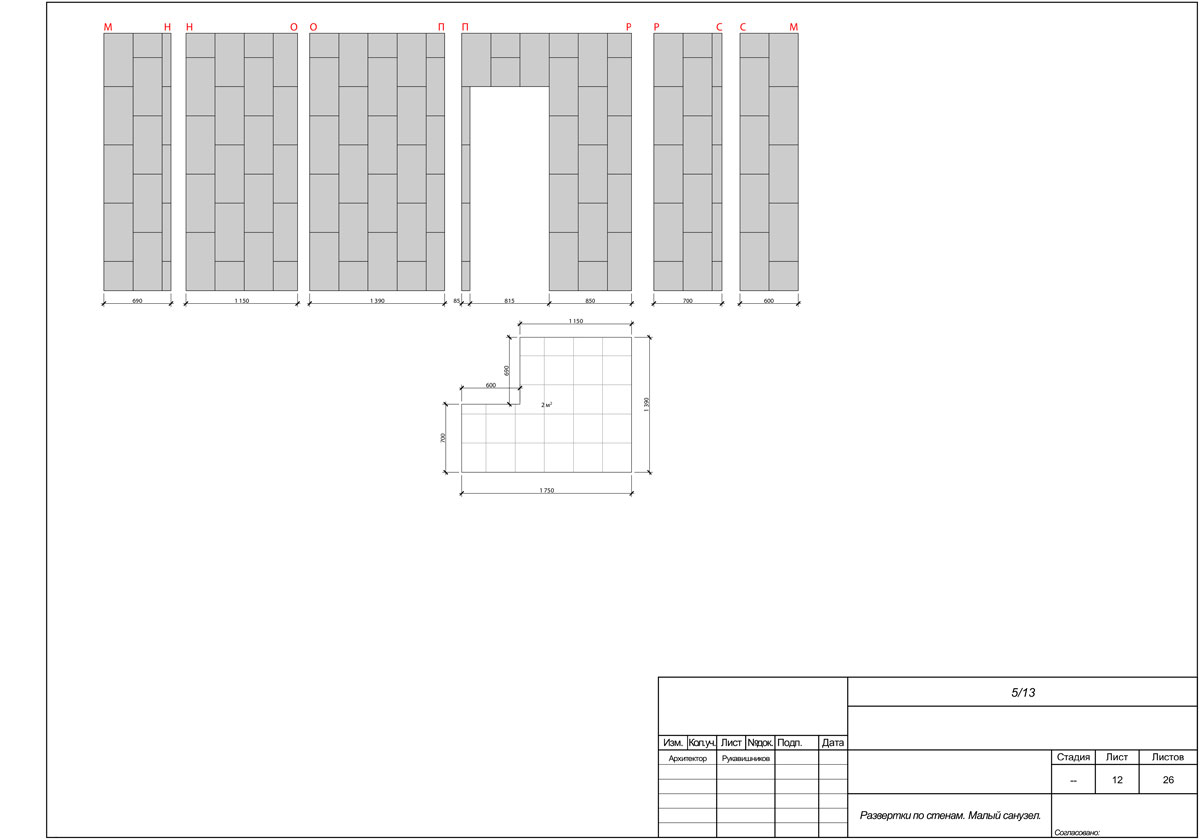 М Н Н О О П П Р Р С С М
690 1 150 1 390 85 815 850 700 600
1 150
690
600
1 390
2 м²
700
1 750
5/13
Изм. Кол.уч. Лист №док. Подп. Дата
Архитектор Рукавишников
Стадия Лист Листов
-- 12 26
Развертки по стенам. Малый санузел.
Согласовано: